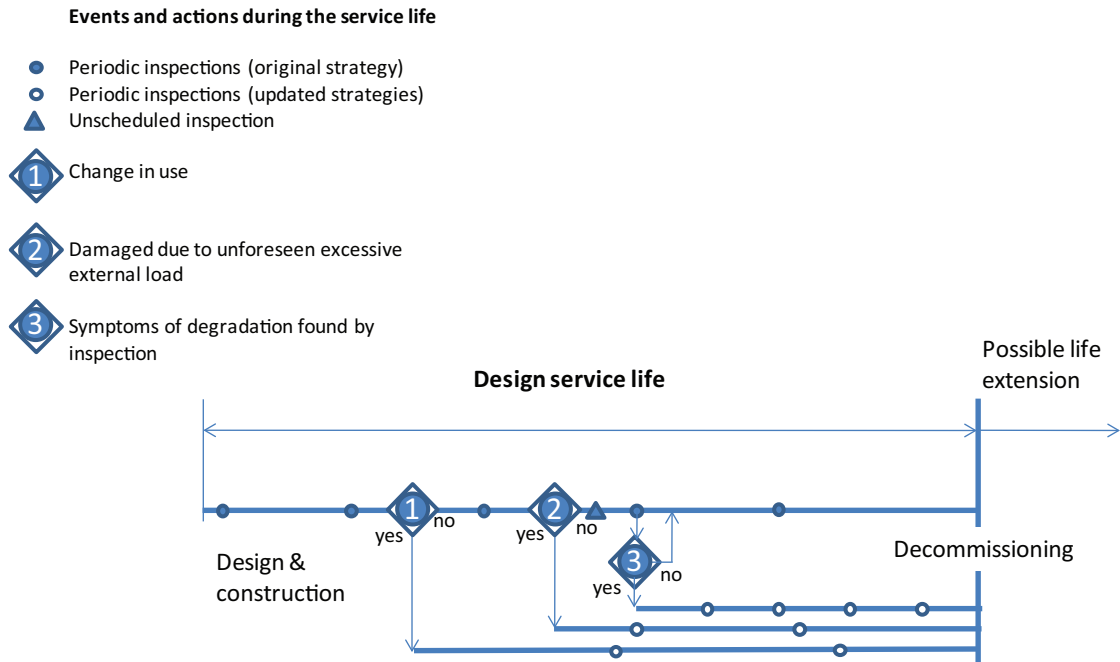 Events and actions during the service life
Periodic inspections (original strategy)
Periodic inspections (updated strategies)
Unscheduled inspection
1
Change in use
2
Damaged due to unforeseen excessive
external load
3
Symptoms of degradation found by
inspection
Possible life
extension
Design service life
1
2
yes
no
yes
no
Design &
construction
3
yes
no
Decommissioning